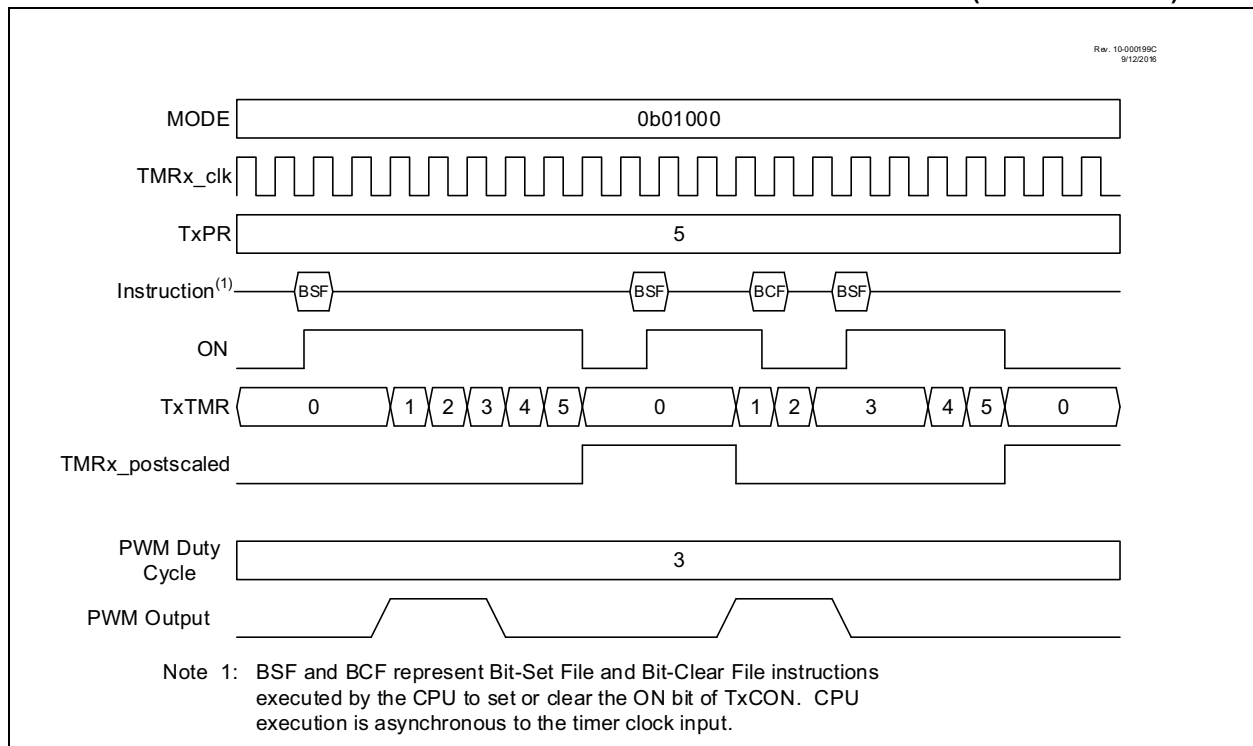 Rev. 10-000199C
9/12/2016
MODE 0b01000
TMRx_clk
TxPR 5
Instruction(1) BSF BSF BCF BSF
ON
TxTMR 0 1 2 3 4 5 0 1 2 3 4 5 0
TMRx_postscaled
PWM Duty
Cycle 3
PWM Output
Note 1: BSF and BCF represent Bit-Set File and Bit-Clear File instructions
executed by the CPU to set or clear the ON bit of TxCON. CPU
execution is asynchronous to the timer clock input.